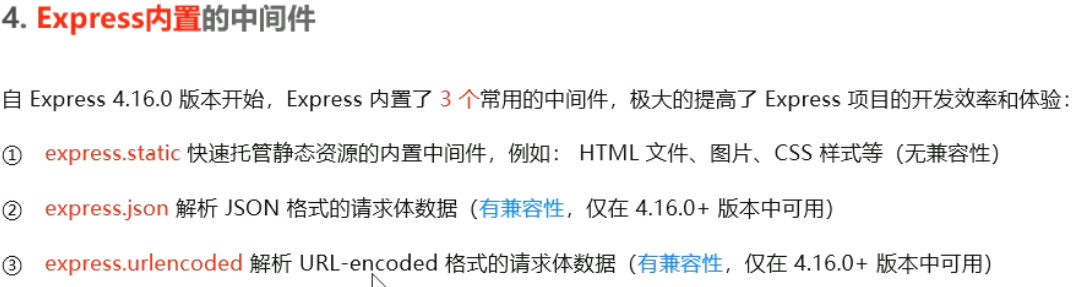 4. Express内置的中间件
自 Express 4.16.0 版本开始，Express 内置了 3 个常用的中间件，极大的提高了 Express 项目的开发效率和体验：
① express.static 快速托管静态资源的内置中间件，例如： HTML 文件、图片、CSS 样式等（无兼容性）
② express.json 解析 JSON 格式的请求体数据（有兼容性，仅在 4.16.0+ 版本中可用）
③ express.urlencoded 解析 URL-encoded 格式的请求体数据（有兼容性，仅在 4.16.0+ 版本中可用）